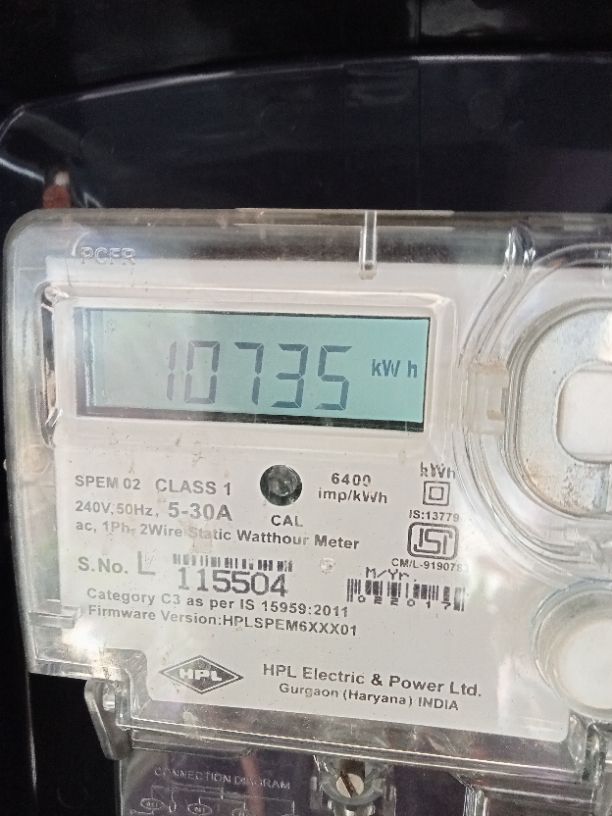 PCFR
10735 kWh
SPEM 02 CLASS 1
6400
imp/kWh
kWh
240V,50Hz, 5-30A
CAL
IS:13779
ac, 1Ph- 2Wire Static Watthour Meter
ISI
CM/L-919078
S.No. L 115504
M/Yr.
022017
Category C3 as per IS 15959:2011
Firmware Version:HPLSPEM6XXX01
HPL
HPL Electric & Power Ltd.
Gurgaon (Haryana) INDIA
CONNECTION DIAGRAM